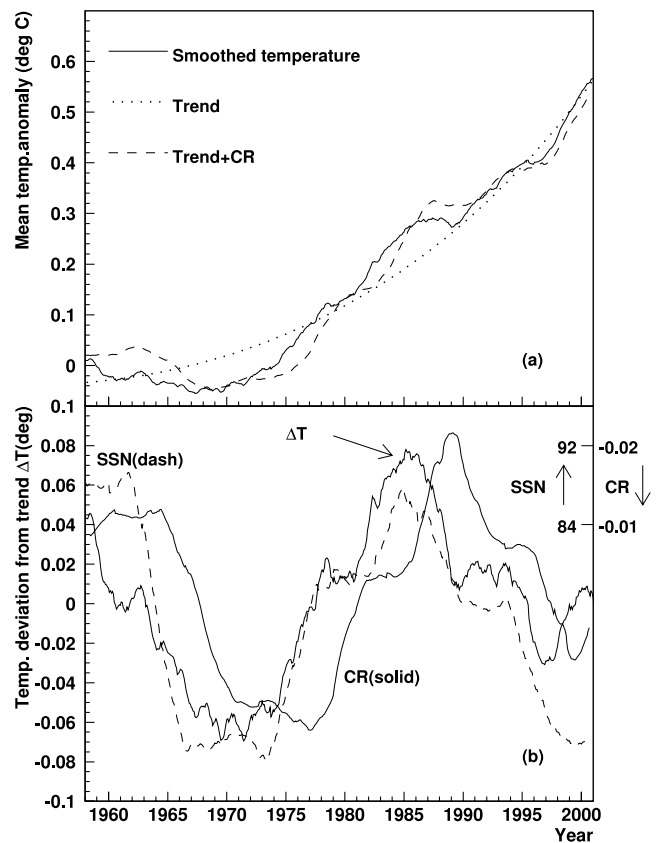 Mean temp.anomaly (deg C)
0.6
0.5
0.4
0.3
0.2
0.1
0
Smoothed temperature
Trend
Trend+CR
(a)
Temp. deviation from trend ΔT(deg)
0.1
0.08
0.06
0.04
0.02
0
-0.02
-0.04
-0.06
-0.08
-0.1
SSN(dash)
ΔT
CR(solid)
92
-0.02
SSN
CR
84
-0.01
(b)
1960 1965 1970 1975 1980 1985 1990 1995 2000
Year